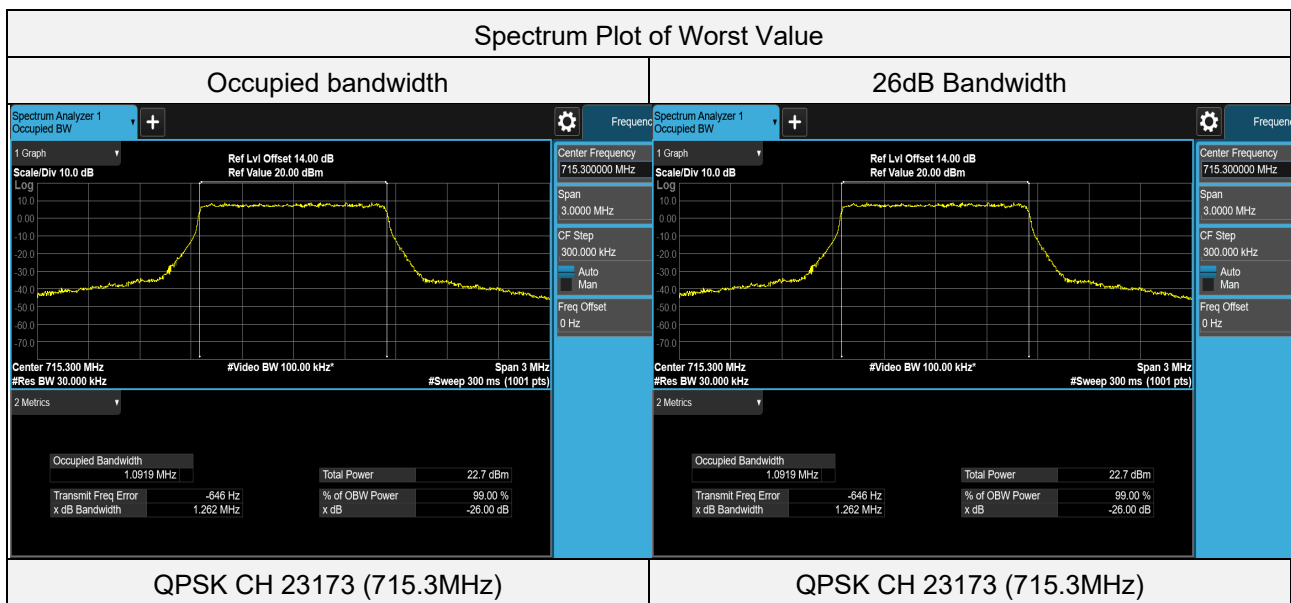 Spectrum Plot of Worst Value
Occupied bandwidth
26dB Bandwidth
Spectrum Analyzer 1
Occupied BW
+
Frequenc
1 Graph
Scale/Div 10.0 dB
Ref Lvl Offset 14.00 dB
Ref Value 20.00 dBm
Log
10.0
0.00
-10.0
-20.0
-30.0
-40.0
-50.0
-60.0
-70.0
Center 715.300 MHz
#Res BW 30.000 kHz
#Video BW 100.00 kHz*
Span 3 MHz
#Sweep 300 ms (1001 pts)
Center Frequency
715.300000 MHz
Span
3.0000 MHz
CF Step
300.000 kHz
Auto
Man
Freq Offset
0 Hz
2 Metrics
Occupied Bandwidth
1.0919 MHz
Transmit Freq Error -646 Hz
x dB Bandwidth 1.262 MHz
Total Power 22.7 dBm
% of OBW Power 99.00 %
x dB -26.00 dB
Spectrum Analyzer 1
Occupied BW
+
Frequen
1 Graph
Scale/Div 10.0 dB
Ref Lvl Offset 14.00 dB
Ref Value 20.00 dBm
Log
10.0
0.00
-10.0
-20.0
-30.0
-40.0
-50.0
-60.0
-70.0
Center 715.300 MHz
#Res BW 30.000 kHz
#Video BW 100.00 kHz*
Span 3 MHz
#Sweep 300 ms (1001 pts)
Center Frequency
715.300000 MHz
Span
3.0000 MHz
CF Step
300.000 kHz
Auto
Man
Freq Offset
0 Hz
2 Metrics
Occupied Bandwidth
1.0919 MHz
Transmit Freq Error -646 Hz
x dB Bandwidth 1.262 MHz
Total Power 22.7 dBm
% of OBW Power 99.00 %
x dB -26.00 dB
QPSK CH 23173 (715.3MHz)
QPSK CH 23173 (715.3MHz)